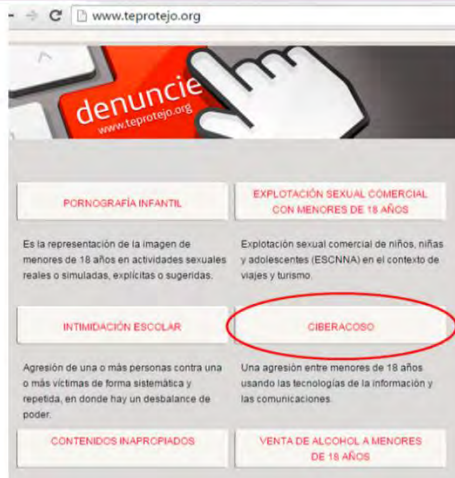 www.teprotejo.org
denuncie
www.teprotejo.org
PORNOGRAFÍA INFANTIL
EXPLOTACIÓN SEXUAL COMERCIAL
CON MENORES DE 18 AÑOS
Es la representación de la imagen de
menores de 18 años en actividades sexuales
reales o simuladas, explícitas o sugeridas.
Explotación sexual comercial de niños, niñas
y adolescentes (ESCNNA) en el contexto de
viajes y turismo.
INTIMIDACIÓN ESCOLAR
CIBERACOSO
Agresión de una o más personas contra una
o más víctimas de forma sistemática y
repetida, en donde hay un desbalance de
poder.
Una agresión entre menores de 18 años
usando las tecnologías de la información y
las comunicaciones.
CONTENIDOS INAPROPIADOS
VENTA DE ALCOHOL A MENORES
DE 18 AÑOS